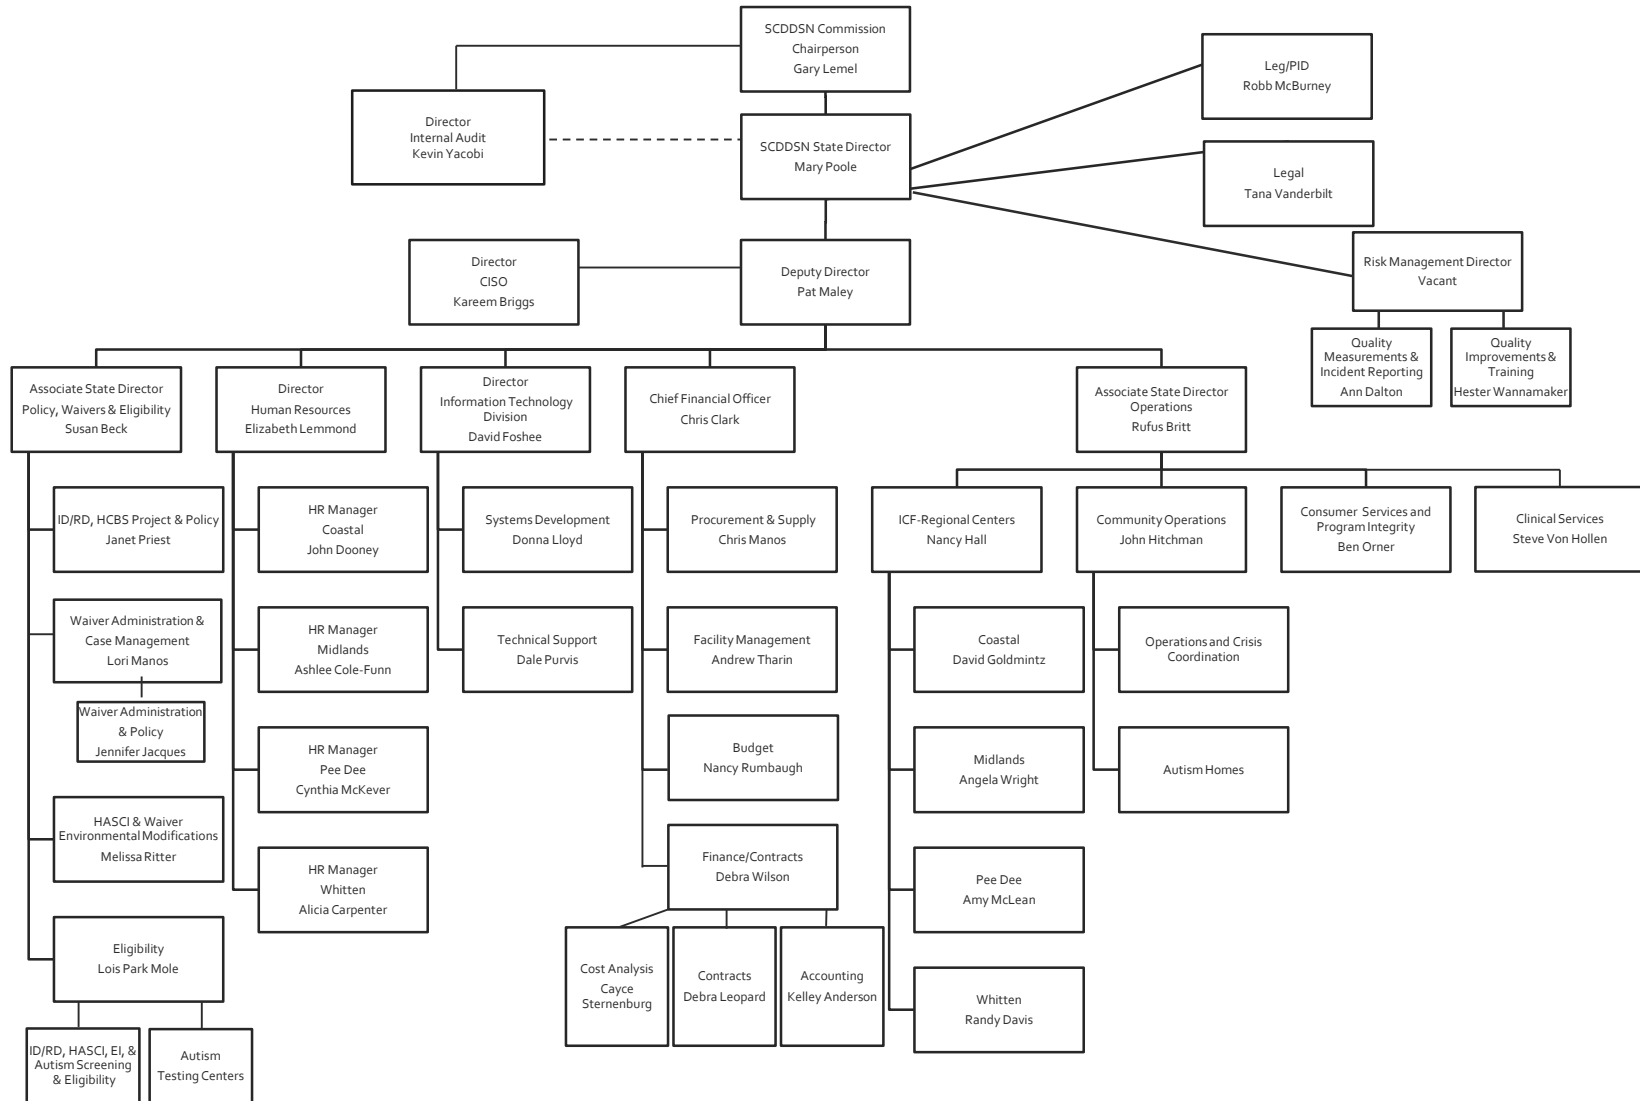 SCDDSN Commission
Chairperson
Gary Lemel
Leg/PID
Robb McBurney
Director
Internal Audit
Kevin Yacobi
SCDDSN State Director
Mary Poole
Legal
Tana Vanderbilt
Director
CISO
Kareem Briggs
Deputy Director
Pat Maley
Risk Management Director
Vacant
Quality
Measurements &
Incident Reporting
Ann Dalton
Quality
Improvements &
Training
Hester Wannamaker
Associate State Director
Policy, Waivers & Eligibility
Susan Beck
Director
Human Resources
Elizabeth Lemmond
Director
Information Technology
Division
David Foshee
Chief Financial Officer
Chris Clark
Associate State Director
Operations
Rufus Britt
ID/RD, HCBS Project & Policy
Janet Priest
HR Manager
Coastal
John Dooney
Systems Development
Donna Lloyd
Procurement & Supply
Chris Manos
ICF-Regional Centers
Nancy Hall
Community Operations
John Hitchman
Consumer Services and
Program Integrity
Ben Orner
Clinical Services
Steve Von Hollen
Waiver Administration &
Case Management
Lori Manos
HR Manager
Midlands
Ashlee Cole-Funn
Technical Support
Dale Purvis
Facility Management
Andrew Tharin
Coastal
David Goldmintz
Operations and Crisis
Coordination
Waiver Administration
& Policy
Jennifer Jacques
HR Manager
Pee Dee
Cynthia McKever
Budget
Nancy Rumbaugh
Midlands
Angela Wright
Autism Homes
HASCI & Waiver
Environmental Modifications
Melissa Ritter
HR Manager
Whitten
Alicia Carpenter
Finance/Contracts
Debra Wilson
Pee Dee
Amy McLean
Eligibility
Lois Park Mole
Cost Analysis
Cayce
Sternenburg
Contracts
Debra Leopard
Accounting
Kelley Anderson
Whitten
Randy Davis
ID/RD, HASCI, EI, &
Autism Screening
& Eligibility
Autism
Testing Centers